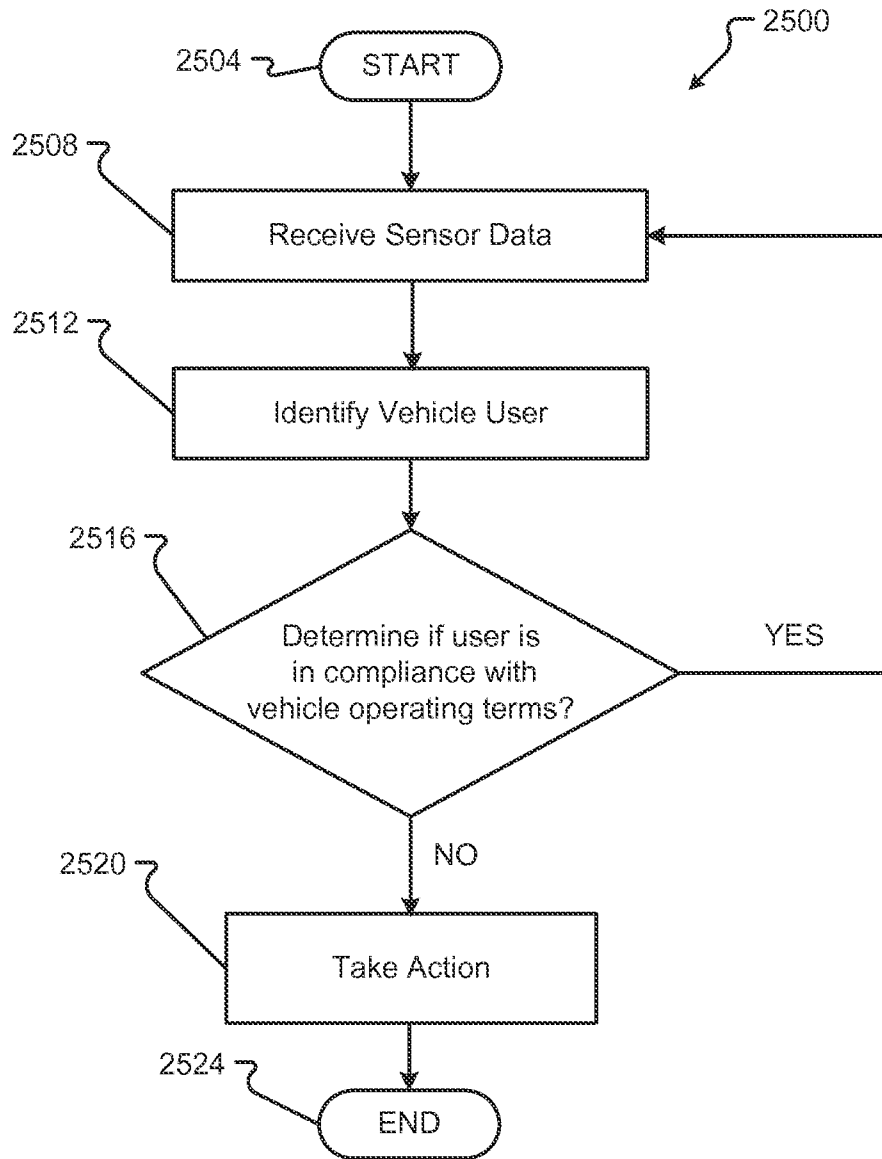 2500
2504
START
2508
Receive Sensor Data
2512
Identify Vehicle User
2516
Determine if user is
in compliance with
vehicle operating terms?
YES
NO
2520
Take Action
2524
END